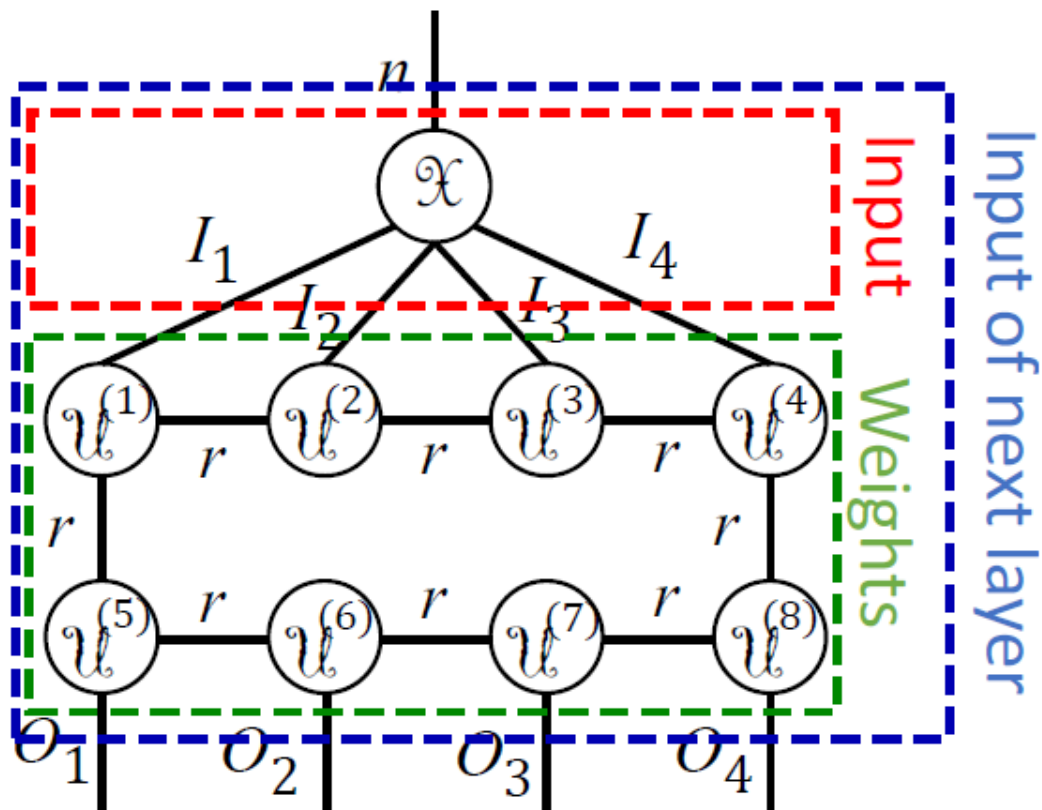 n
𝒳
I₁
I₂
I₃
I₄
𝒰⁽¹⁾
𝒰⁽²⁾
𝒰⁽³⁾
𝒰⁽⁴⁾
r
r
r
r
r
𝒰⁽⁵⁾
𝒰⁽⁶⁾
𝒰⁽⁷⁾
𝒰⁽⁸⁾
r
r
r
O₁
O₂
O₃
O₄
Input
Weights
Input of next layer